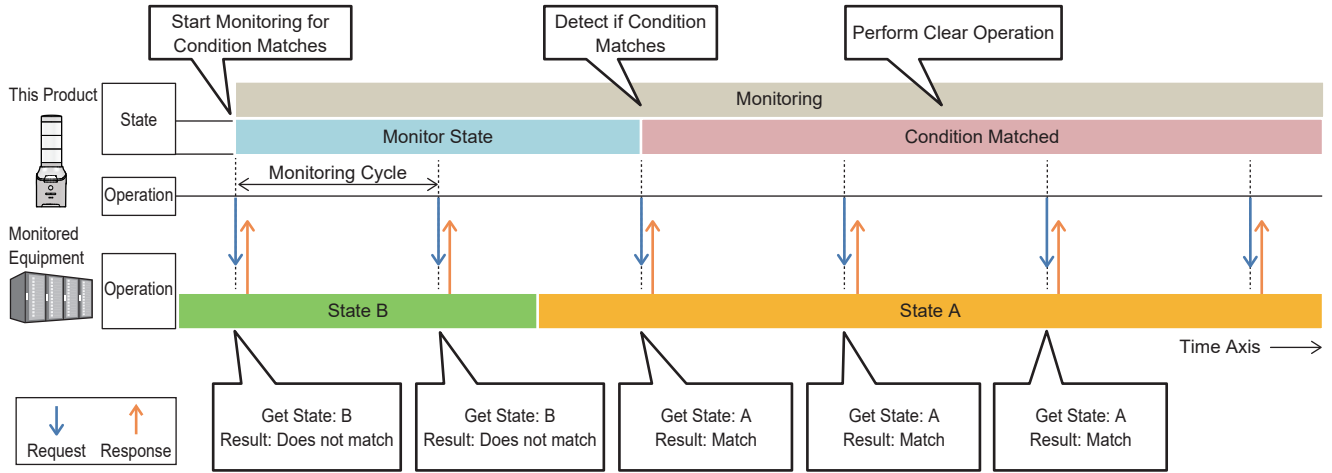 Start Monitoring for
Condition Matches
Detect if Condition
Matches
Perform Clear Operation
This Product
State
Monitoring
Monitor State
Condition Matched
Monitoring Cycle
Operation
Monitored
Equipment
Operation
State B
State A
Time Axis
Get State: B
Result: Does not match
Get State: B
Result: Does not match
Get State: A
Result: Match
Get State: A
Result: Match
Get State: A
Result: Match
Request
Response